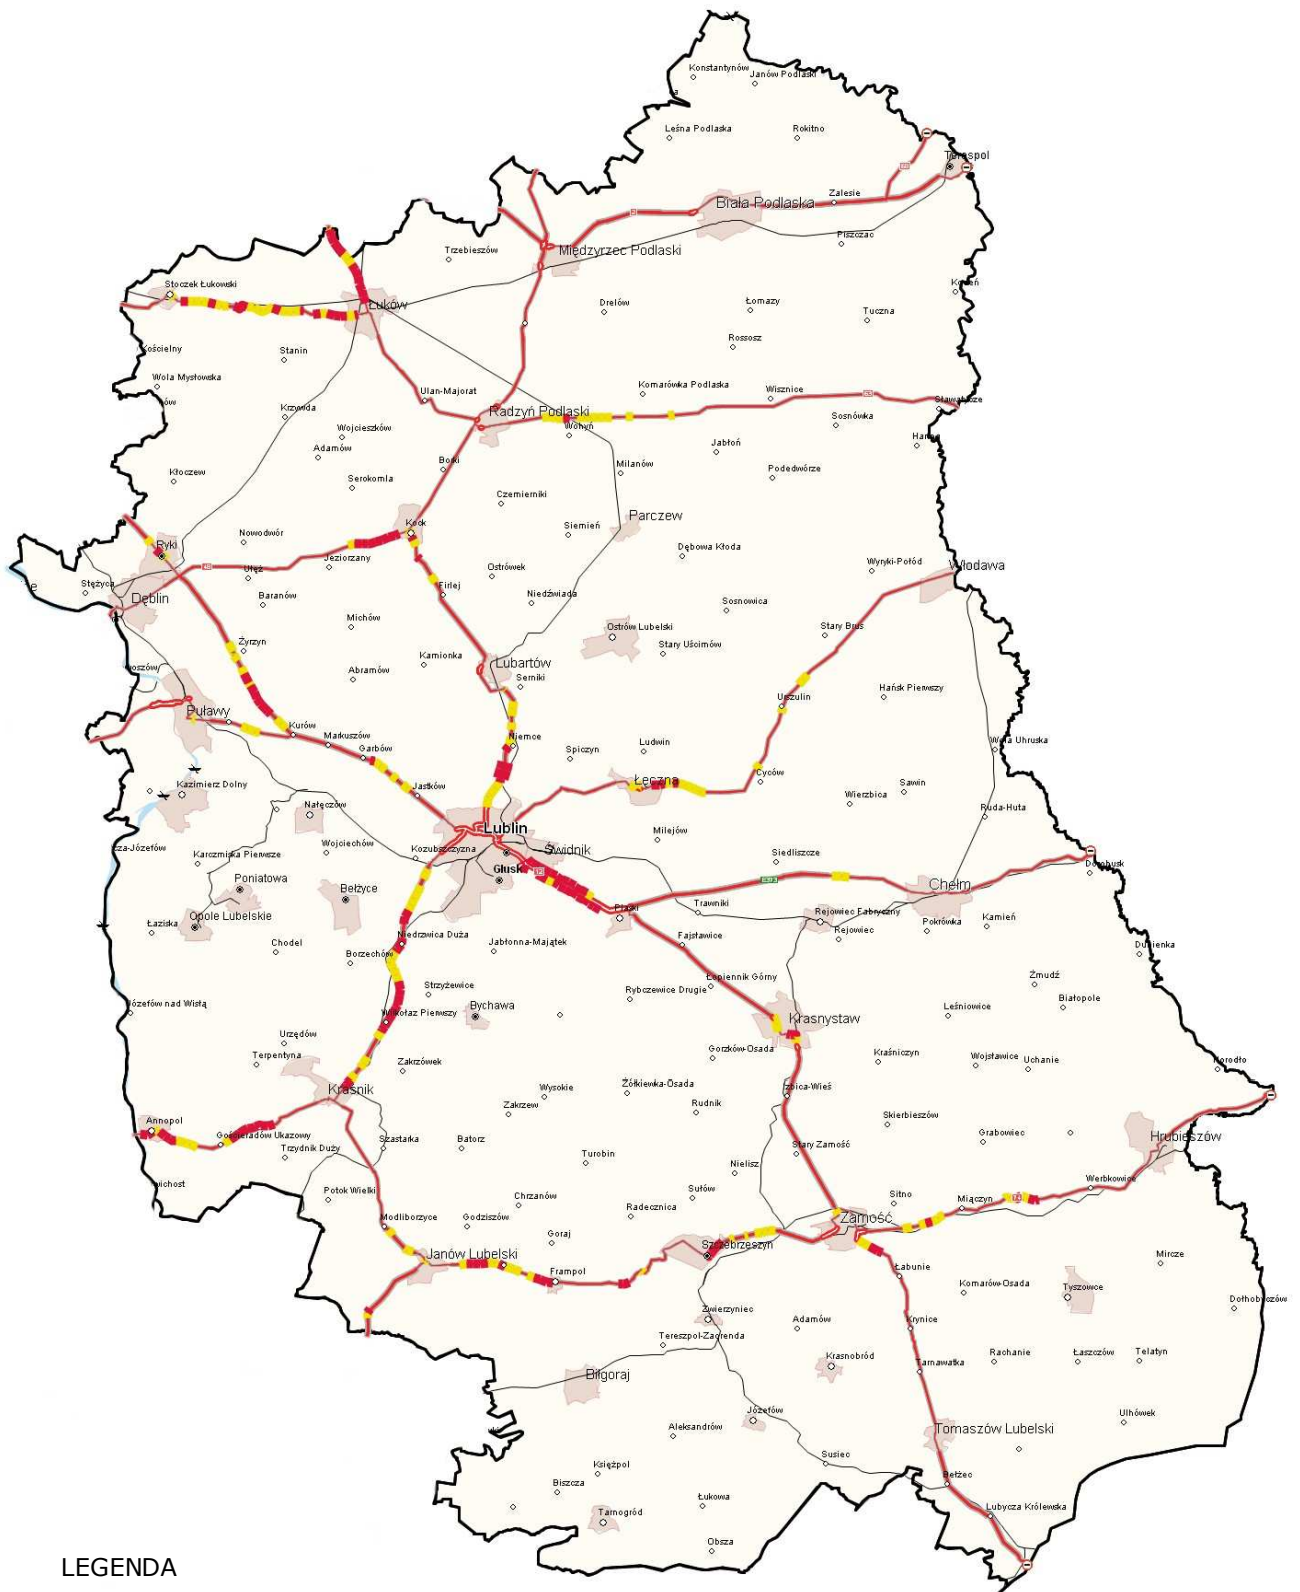 Konstantynów
Janów Podlaski
Leśna Podlaska
Rokitno
Terespol
Biała Podlaska
Zalesie
Piszczac
Trzebieszów
Międzyrzec Podlaski
Stoczek Łukowski
Łuków
Drelów
Łomazy
Tuczna
Rossosz
Kościelny
Stanin
Wola Mysłowska
Ulan-Majorat
Komarówka Podlaska
Wisznice
Krzywda
Radzyń Podlaski
Sosnówka
Wojcieszków
Wohyń
Adamów
Jabłoń
Borki
Kłoczew
Serokomla
Milanów
Podedwórze
Czemierniki
Parczew
Kock
Siemień
Nowodwór
Ryki
Dębowa Kłoda
Jeziorzany
Wyryki-Połód
Włodawa
Ułęż
Ostrówek
Stężyca
Firlej
Dęblin
Baranów
Niedźwiada
Sosnowica
Michów
Ostrów Lubelski
Stary Brus
Żyrzyn
Stary Uścimów
Kamionka
Lubartów
Abramów
Serniki
Hańsk Pierwszy
Urszulin
Puławy
Kurów
Markuszów
Niemce
Wola Uhruska
Garbów
Spiczyn
Ludwin
Łęczna
Cyców
Sawin
Kazimierz Dolny
Jastków
Nałęczów
Wierzbica
Ruda-Huta
Lublin
Milejów
Kozubszczyzna
Świdnik
Wojciechów
Siedliszcze
Karczmiska Pierwsze
Głusk
Dorohusk
Poniatowa
Bełżyce
Chełm
Opole Lubelskie
Piaski
Trawniki
Rejowiec Fabryczny
Kamień
Łaziska
Pokrówka
Rejowiec
Chodel
Niedrzwica Duża
Jabłonna-Majątek
Fajsławice
Dubienka
Borzechów
Łopiennik Górny
Żmudź
Strzyżewice
Rybczewice Drugie
Józefów nad Wisłą
Bychawa
Leśniowice
Białopole
Wilkołaz Pierwszy
Krasnystaw
Urzędów
Terpentyna
Zakrzówek
Gorzków-Osada
Kraśniczyn
Wojsławice
Uchanie
Kraśnik
Wysokie
Żółkiewka-Osada
Izbica-Wieś
Zakrzew
Rudnik
Annopol
Skierbieszów
Gościeradów Ukazowy
Hrubieszów
Trzydnik Duży
Szastarka
Batorz
Stary Zamość
Grabowiec
Turobin
Nielisz
Potok Wielki
Chrzanów
Sułów
Sitno
Miączyn
Werbkowice
Modliborzyce
Godziszów
Radecznica
Zamość
Goraj
Janów Lubelski
Szczebrzeszyn
Mircze
Frampol
Łabunie
Komarów-Osada
Tyszowce
Dołhobyczów
Zwierzyniec
Adamów
Krynice
Tereszpol-Zaorenda
Krasnobród
Tarnawatka
Rachanie
Łaszczów
Telatyn
Biłgoraj
Józefów
Ulhówek
Aleksandrów
Tomaszów Lubelski
Susiec
Księżpol
Bełżec
Biszcza
Łukowa
Lubycza Królewska
Tarnogród
Obsza
LEGENDA